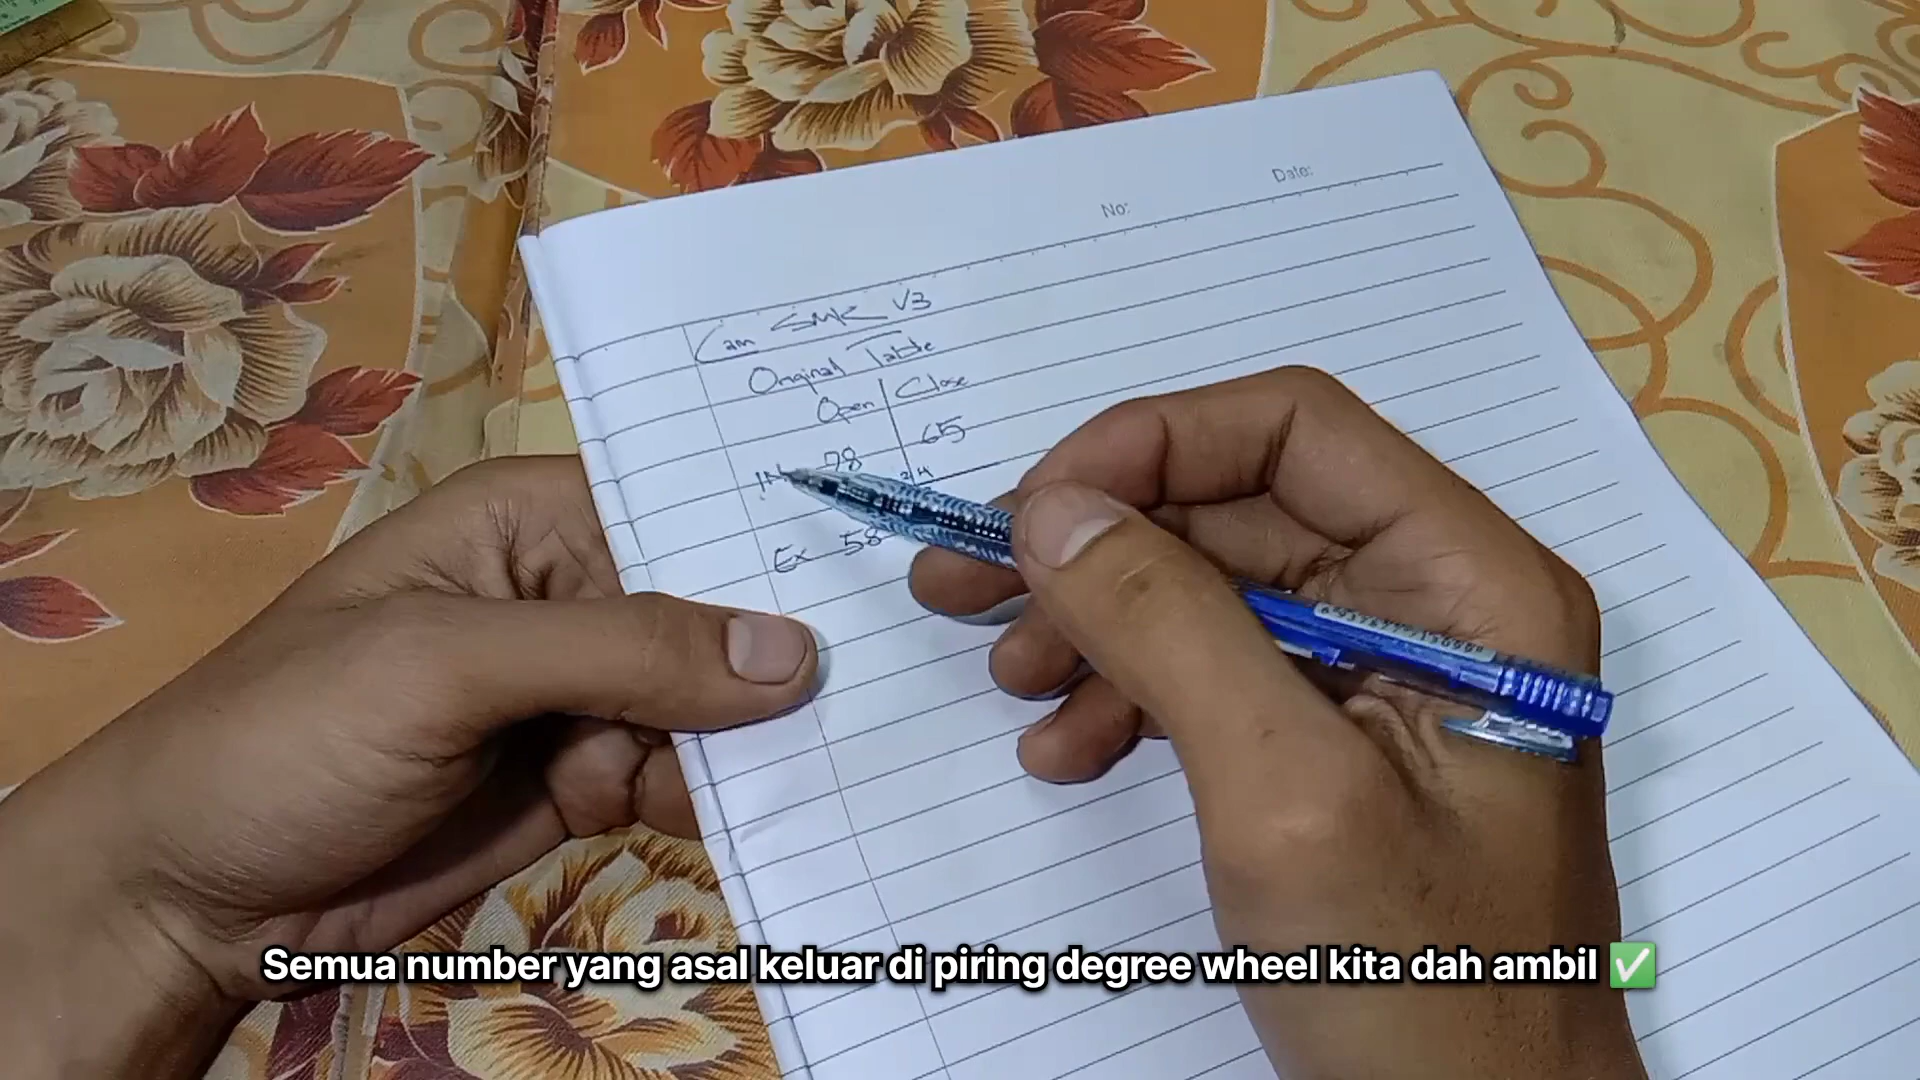 No:
Date:
Cam SMK V3
Original Table
Open Close
IN 28 65
Ex 58
Semua number yang asal keluar di piring degree wheel kita dah ambil ✅